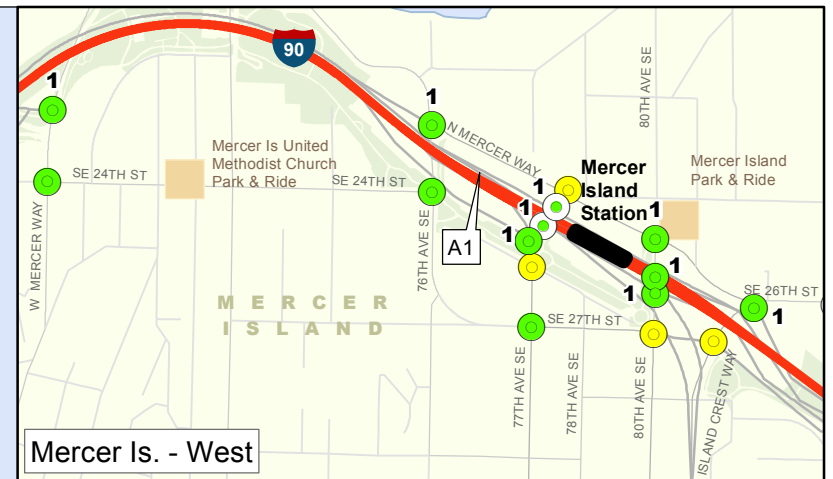 90
1
1
N MERCER WAY
80TH AVE SE
Mercer Is United
Methodist Church
Park & Ride
SE 24TH ST
SE 24TH ST
Mercer
Island
Station
Mercer Island
Park & Ride
1
1
1
1
1
1
1
A1
W MERCER WAY
76TH AVE SE
MERCER
ISLAND
SE 26TH ST
SE 27TH ST
77TH AVE SE
78TH AVE SE
80TH AVE SE
ISLAND CREST WAY
Mercer Is. - West